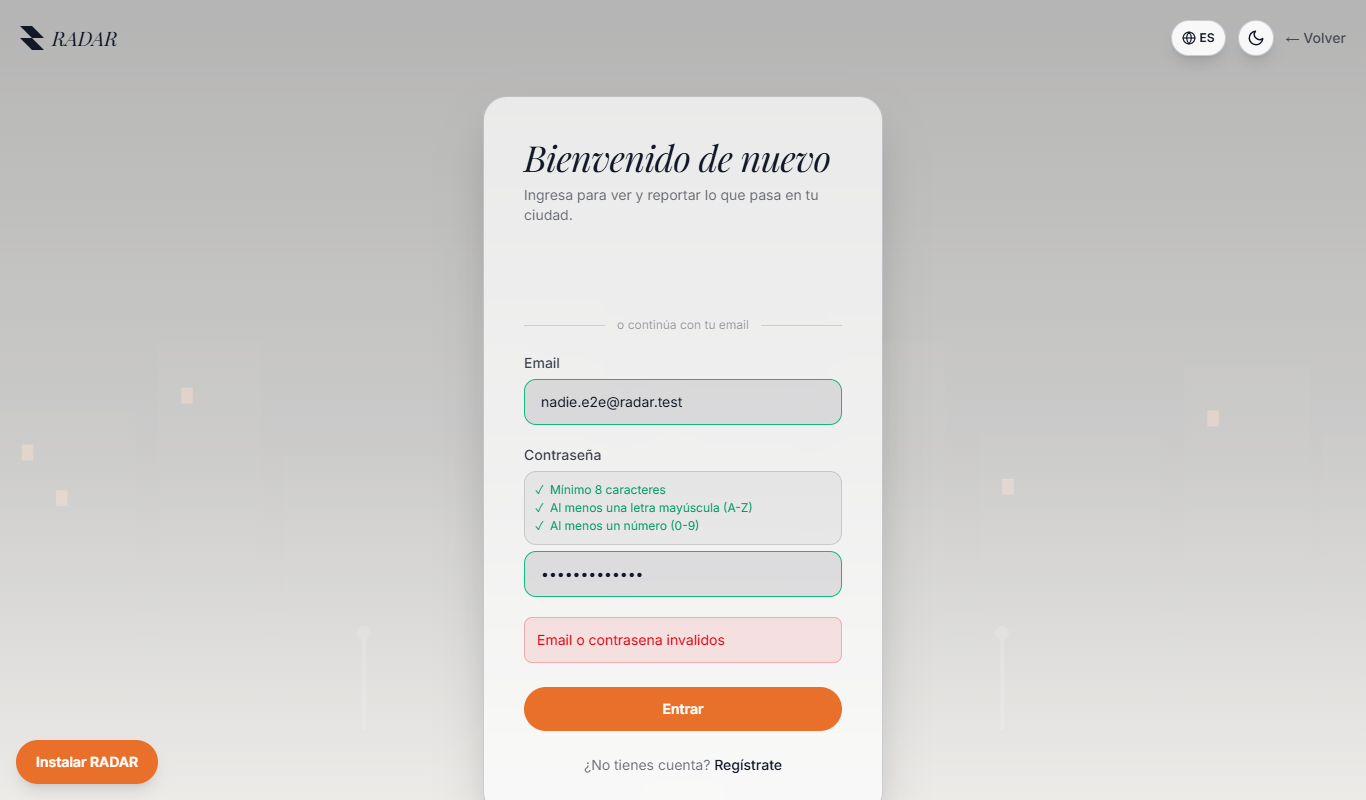 RADAR
ES
← Volver
Bienvenido de nuevo
Ingresa para ver y reportar lo que pasa en tu
ciudad.
o continúa con tu email
Email
nadie.e2e@radar.test
Contraseña
✓ Mínimo 8 caracteres
✓ Al menos una letra mayúscula (A-Z)
✓ Al menos un número (0-9)
•••••••••••••
Email o contrasena invalidos
Entrar
¿No tienes cuenta? Regístrate
Instalar RADAR